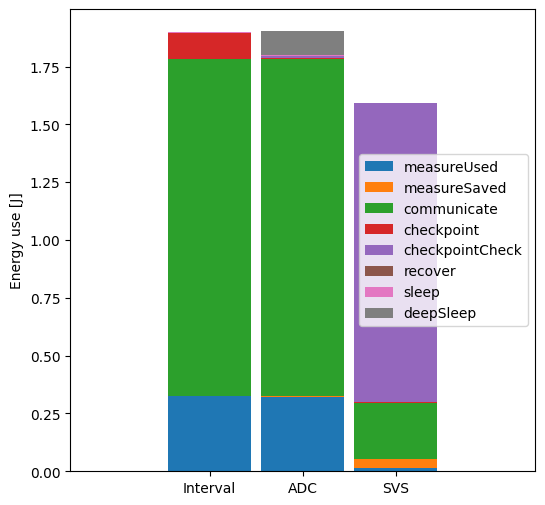 Energy use [J]
1.75
1.50
1.25
1.00
0.75
0.50
0.25
0.00
measureUsed
measureSaved
communicate
checkpoint
checkpointCheck
recover
sleep
deepSleep
Interval ADC SVS